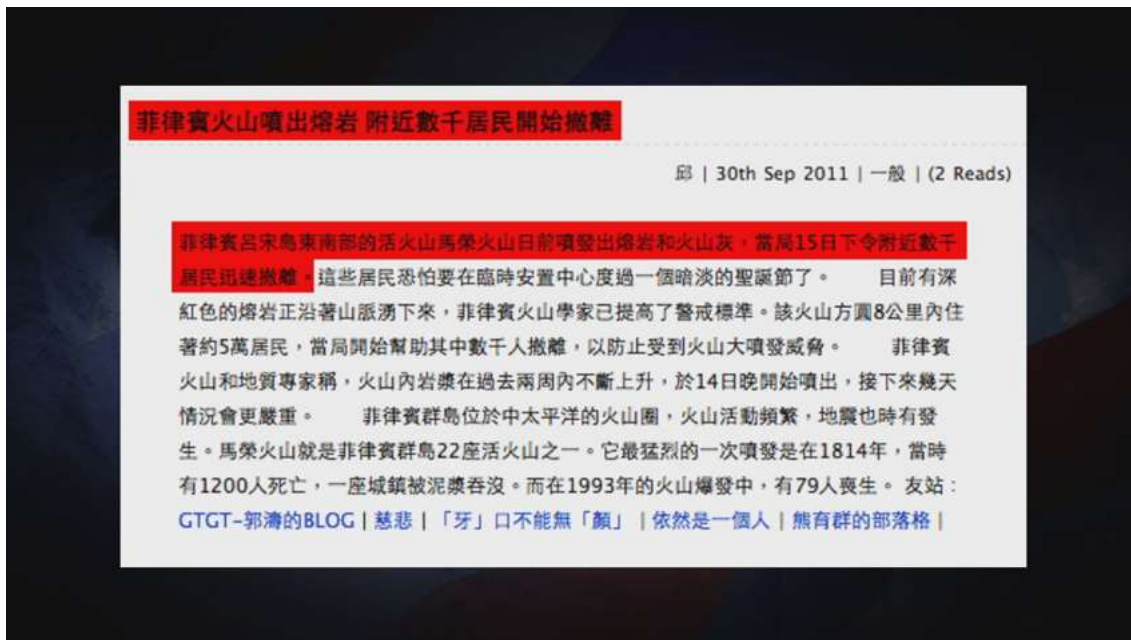 菲律賓火山噴出熔岩 附近數千居民開始撤離
邱 | 30th Sep 2011 | 一般 | (2 Reads)
菲律賓呂宋島東南部的活火山馬榮火山日前噴發出熔岩和火山灰，當局15日下令附近數千
居民迅速撤離。這些居民恐怕要在臨時安置中心度過一個暗淡的聖誕節了。 目前有深
紅色的熔岩正沿著山脈湧下來，菲律賓火山學家已提高了警戒標準。該火山方圓8公里內住
著約5萬居民，當局開始幫助其中數千人撤離，以防止受到火山大噴發威脅。 菲律賓
火山和地質專家稱，火山內岩漿在過去兩周內不斷上升，於14日晚開始噴出，接下來幾天
情況會更嚴重。 菲律賓群島位於中太平洋的火山圈，火山活動頻繁，地震也時有發
生。馬榮火山就是菲律賓群島22座活火山之一。它最猛烈的一次噴發是在1814年，當時
有1200人死亡，一座城鎮被泥漿吞沒。而在1993年的火山爆發中，有79人喪生。 友站：
GTGT-郭濤的BLOG | 慈悲 | 「牙」口不能無「顏」 | 依然是一個人 | 熊育群的部落格 |